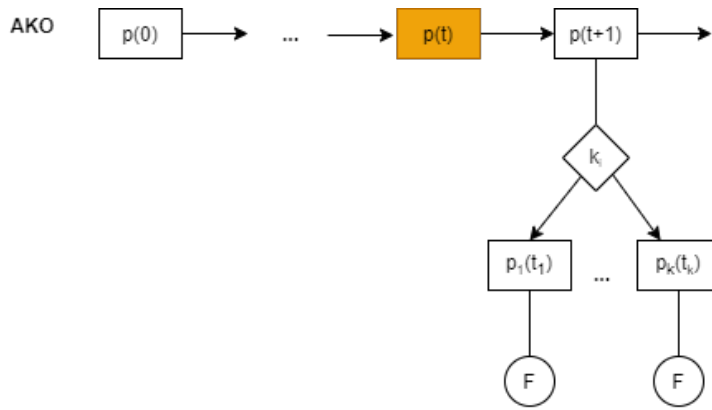 AKO
p(0)
...
p(t)
p(t+1)
kᵢ
p₁(t₁)
...
pₖ(tₖ)
F
F